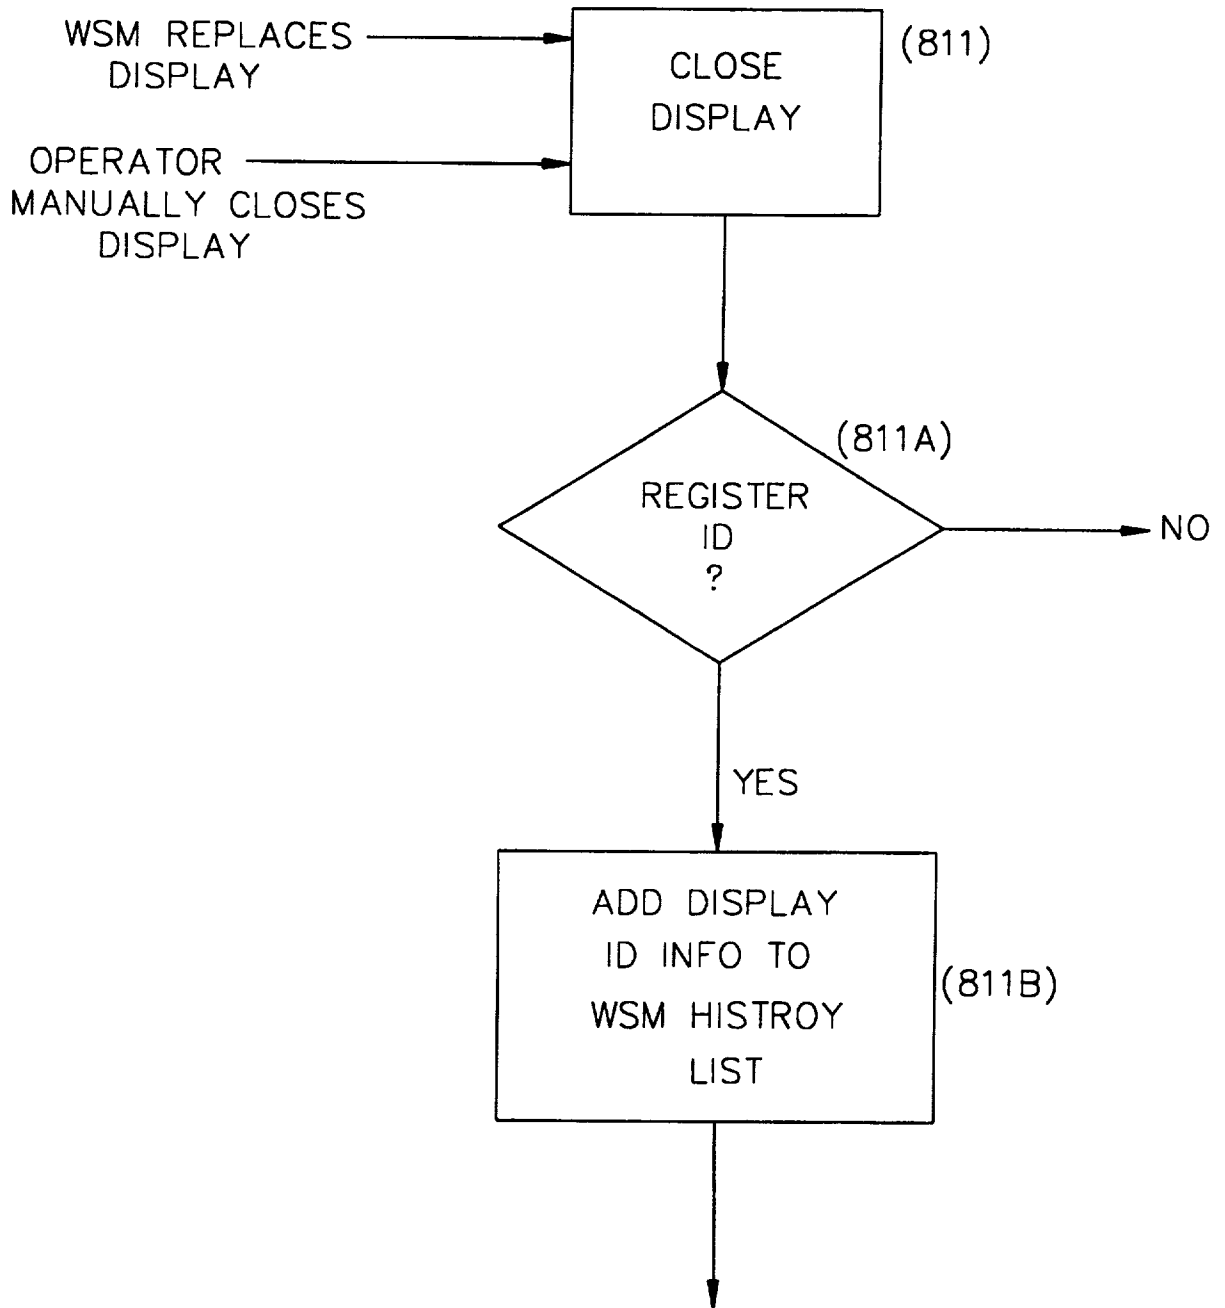 WSM REPLACES
DISPLAY
OPERATOR
MANUALLY CLOSES
DISPLAY
CLOSE
DISPLAY
(811)
(811A)
REGISTER
ID
?
NO
YES
ADD DISPLAY
ID INFO TO
WSM HISTROY
LIST
(811B)